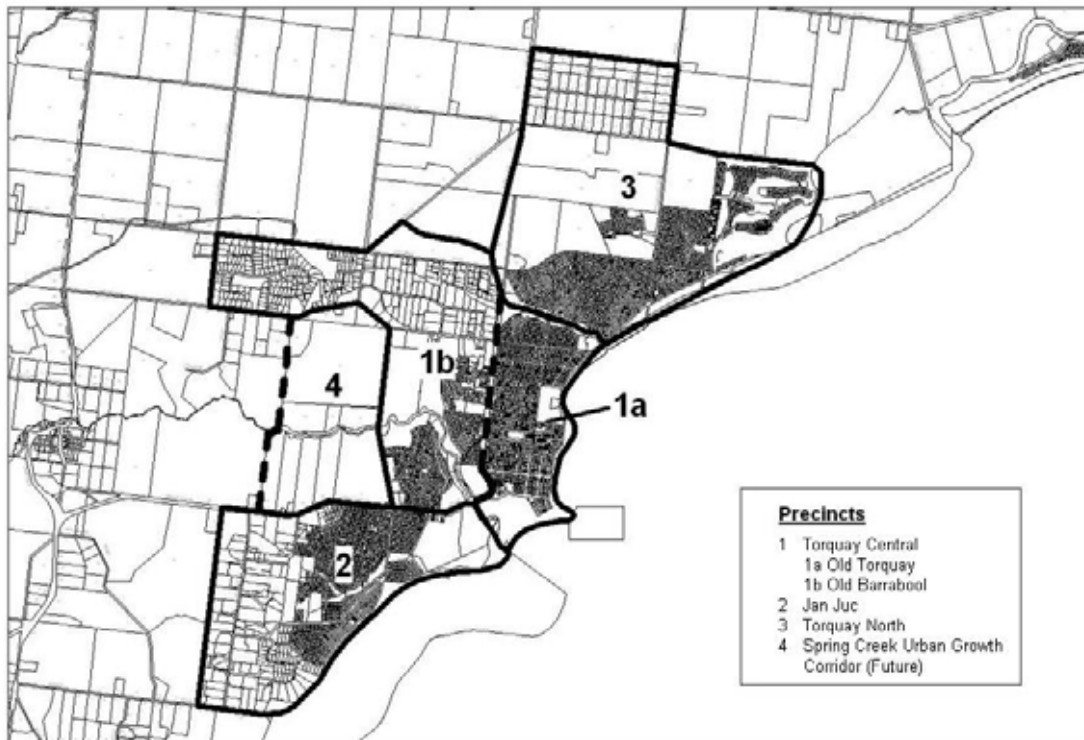 3
1b
4
1a
2
Precincts
1 Torquay Central
1a Old Torquay
1b Old Barrabool
2 Jan Juc
3 Torquay North
4 Spring Creek Urban Growth
Corridor (Future)